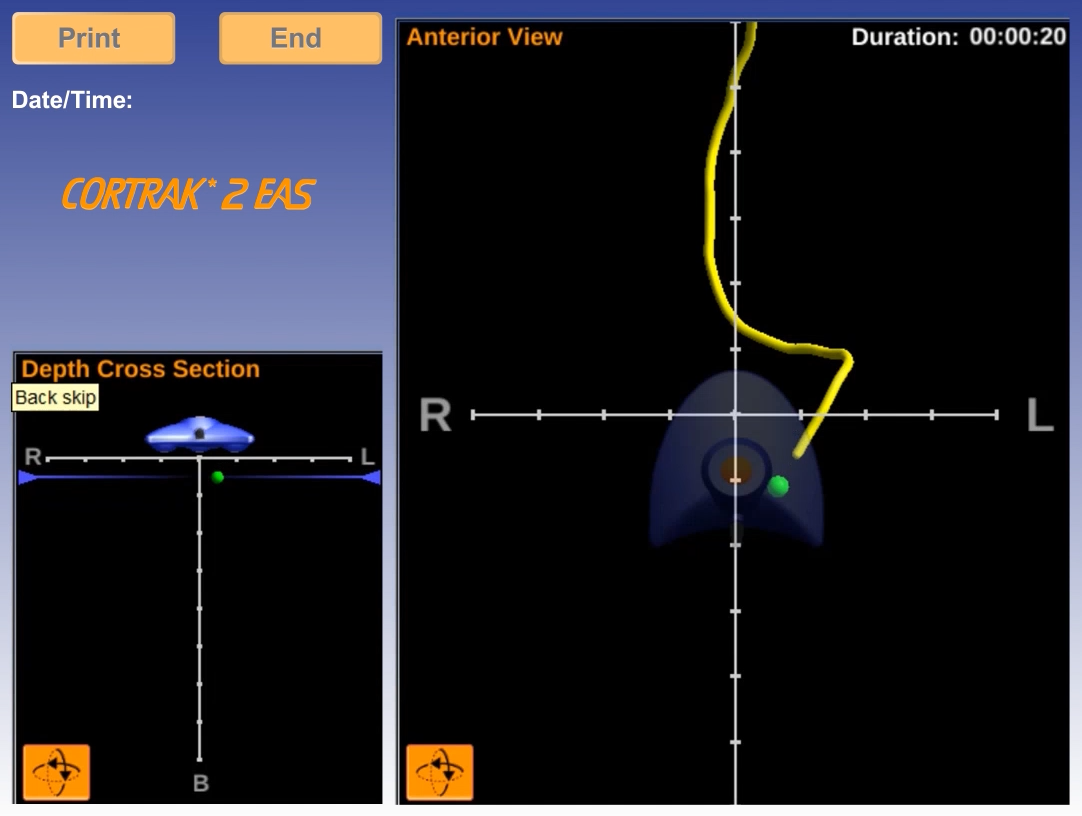 Print
End
Date/Time:
CORTRAK* 2 EAS
Depth Cross Section
Back skip
R
L
B
Anterior View
Duration: 00:00:20
R
L